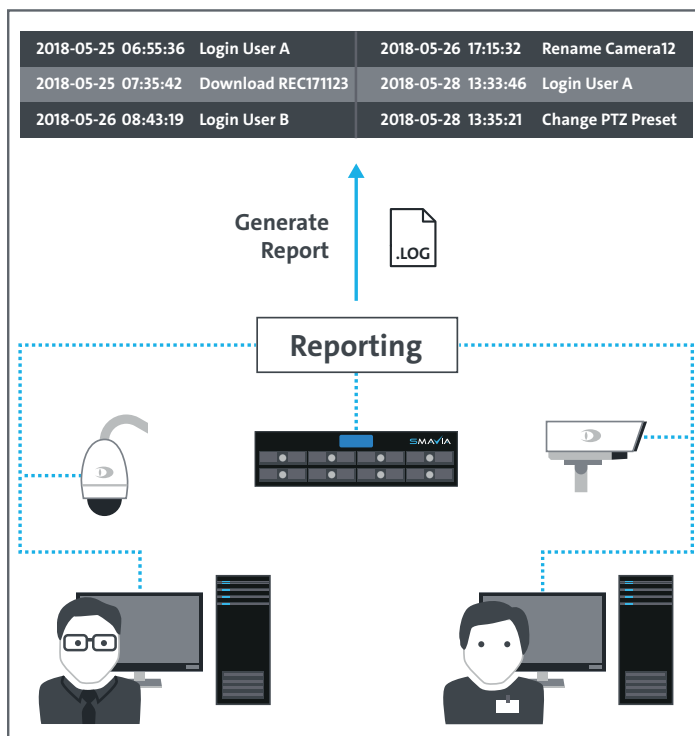 2018-05-25 06:55:36 Login User A
2018-05-25 07:35:42 Download REC171123
2018-05-26 08:43:19 Login User B
2018-05-26 17:15:32 Rename Camera12
2018-05-28 13:33:46 Login User A
2018-05-28 13:35:21 Change PTZ Preset
Generate
Report
.LOG
Reporting
SMAVIA